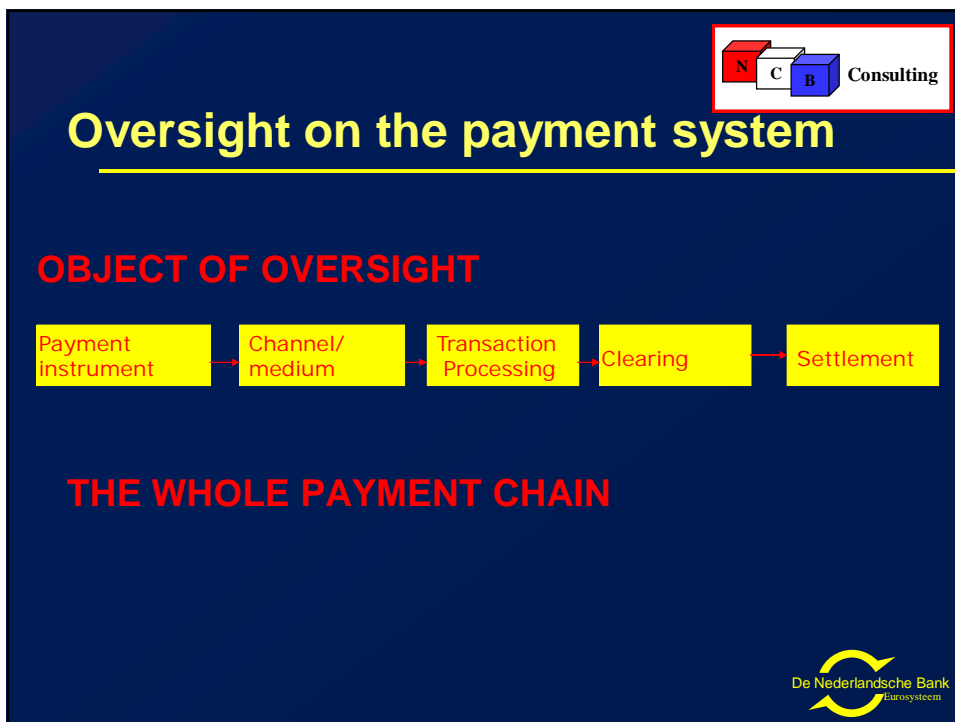 N C B Consulting
Oversight on the payment system
OBJECT OF OVERSIGHT
Payment
instrument
Channel/
medium
Transaction
Processing
Clearing
Settlement
THE WHOLE PAYMENT CHAIN
De Nederlandsche Bank
Eurosysteem